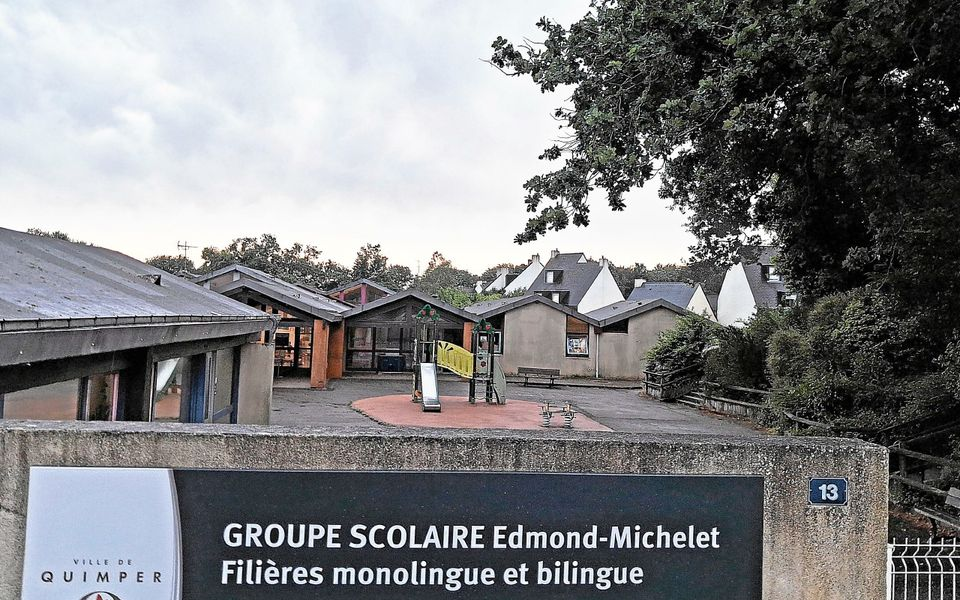 GROUPE SCOLAIRE Edmond-Michelet
Filières monolingue et bilingue
VILLE DE
QUIMPER
13